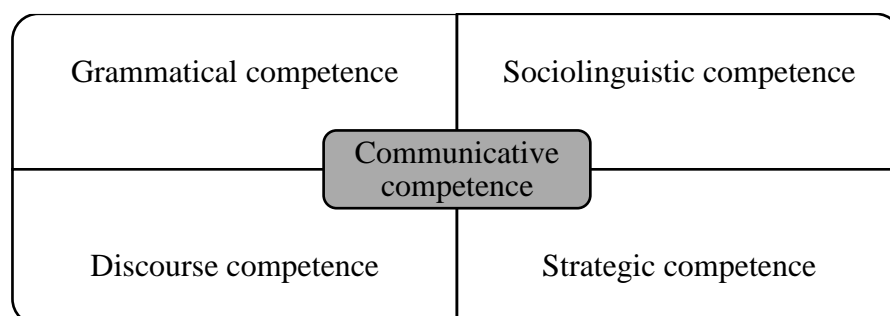 Grammatical competence
Sociolinguistic competence
Communicative
competence
Discourse competence
Strategic competence